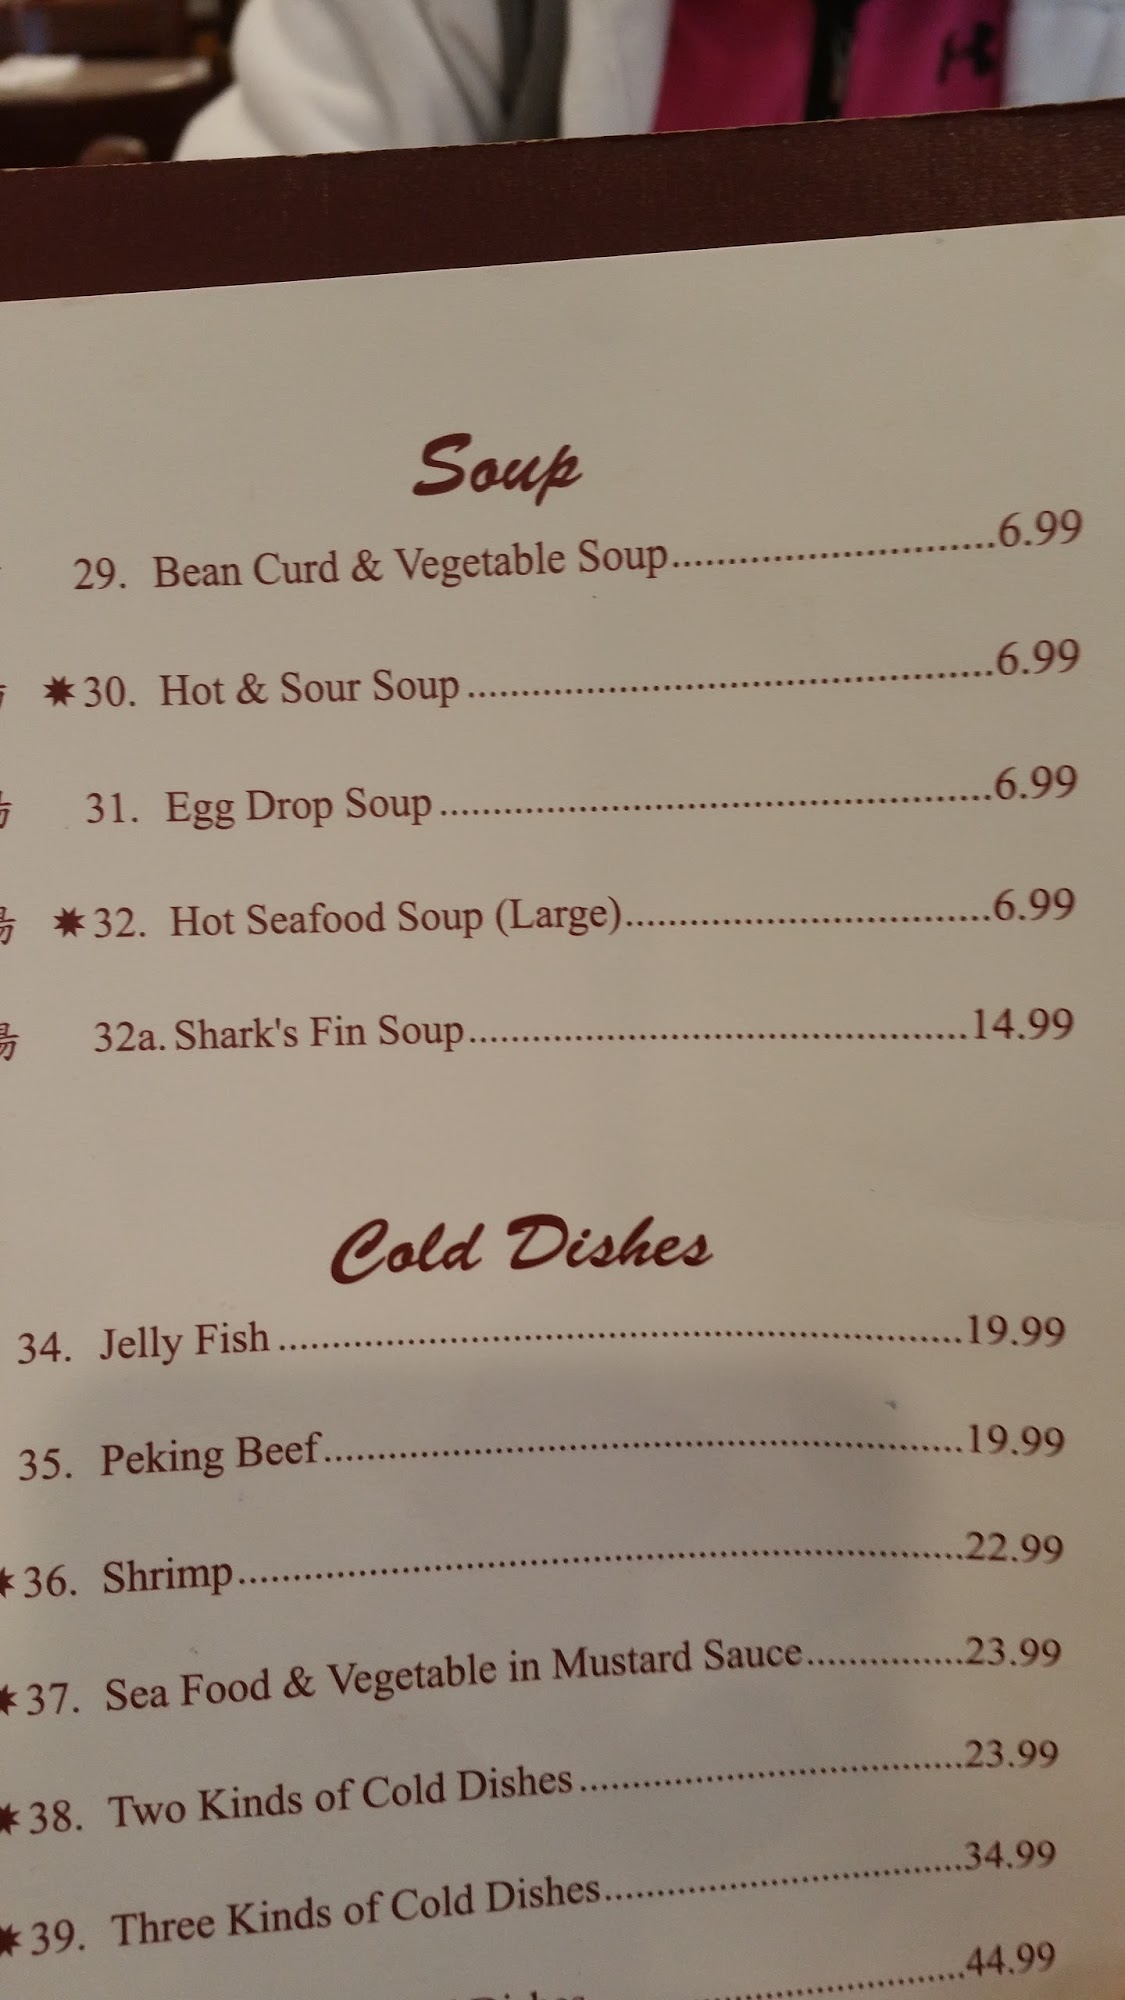 Soup
29. Bean Curd & Vegetable Soup..............................6.99
✷30. Hot & Sour Soup..............................6.99
31. Egg Drop Soup..............................6.99
湯 ✷32. Hot Seafood Soup (Large)..............................6.99
湯 32a. Shark's Fin Soup..............................14.99
Cold Dishes
34. Jelly Fish..............................19.99
35. Peking Beef..............................19.99
✷36. Shrimp..............................22.99
✷37. Sea Food & Vegetable in Mustard Sauce...............23.99
✷38. Two Kinds of Cold Dishes..............................23.99
✷39. Three Kinds of Cold Dishes..............................34.99
Dishes..............................44.99